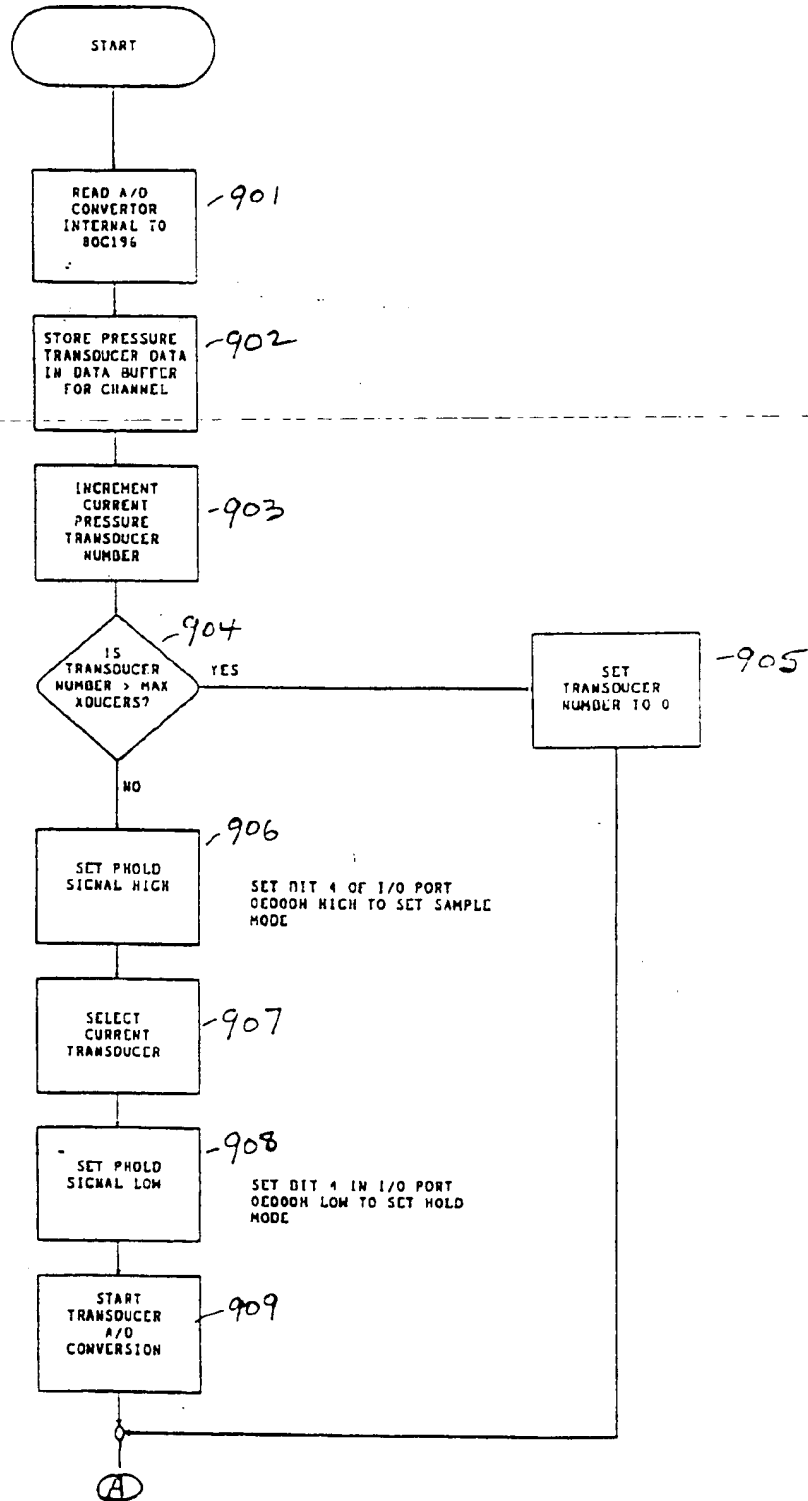 START
READ A/D
CONVERTOR
INTERNAL TO
80C196
901
STORE PRESSURE
TRANSDUCER DATA
IN DATA BUFFER
FOR CHANNEL
902
INCREMENT
CURRENT
PRESSURE
TRANSDUCER
NUMBER
903
904
IS
TRANSDUCER
NUMBER > MAX
XDUCERS?
YES
SET
TRANSDUCER
NUMBER TO 0
905
NO
906
SET PHOLD
SIGNAL HIGH
SET BIT 4 OF I/O PORT
0E000H HIGH TO SET SAMPLE
MODE
SELECT
CURRENT
TRANSDUCER
907
908
SET PHOLD
SIGNAL LOW
SET BIT 4 IN I/O PORT
0E000H LOW TO SET HOLD
MODE
START
TRANSDUCER
A/D
CONVERSION
909
A